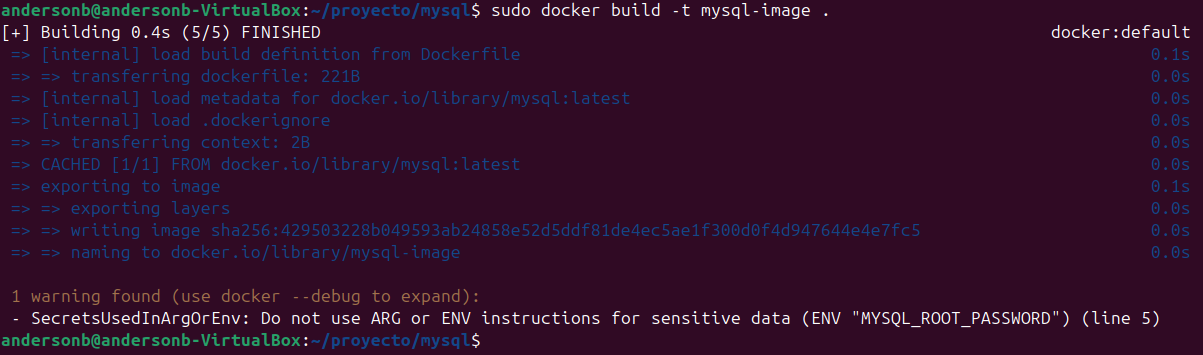 andersonb@andersonb-VirtualBox:~/proyecto/mysql$ sudo docker build -t mysql-image .
[+] Building 0.4s (5/5) FINISHED docker:default
=> [internal] load build definition from Dockerfile 0.1s
=> => transferring dockerfile: 221B 0.0s
=> [internal] load metadata for docker.io/library/mysql:latest 0.0s
=> [internal] load .dockerignore 0.0s
=> => transferring context: 2B 0.0s
=> CACHED [1/1] FROM docker.io/library/mysql:latest 0.0s
=> exporting to image 0.1s
=> => exporting layers 0.0s
=> => writing image sha256:429503228b049593ab24858e52d5ddf81de4ec5ae1f300d0f4d947644e4e7fc5 0.0s
=> => naming to docker.io/library/mysql-image 0.0s
1 warning found (use docker --debug to expand):
- SecretsUsedInArgOrEnv: Do not use ARG or ENV instructions for sensitive data (ENV "MYSQL_ROOT_PASSWORD") (line 5)
andersonb@andersonb-VirtualBox:~/proyecto/mysql$